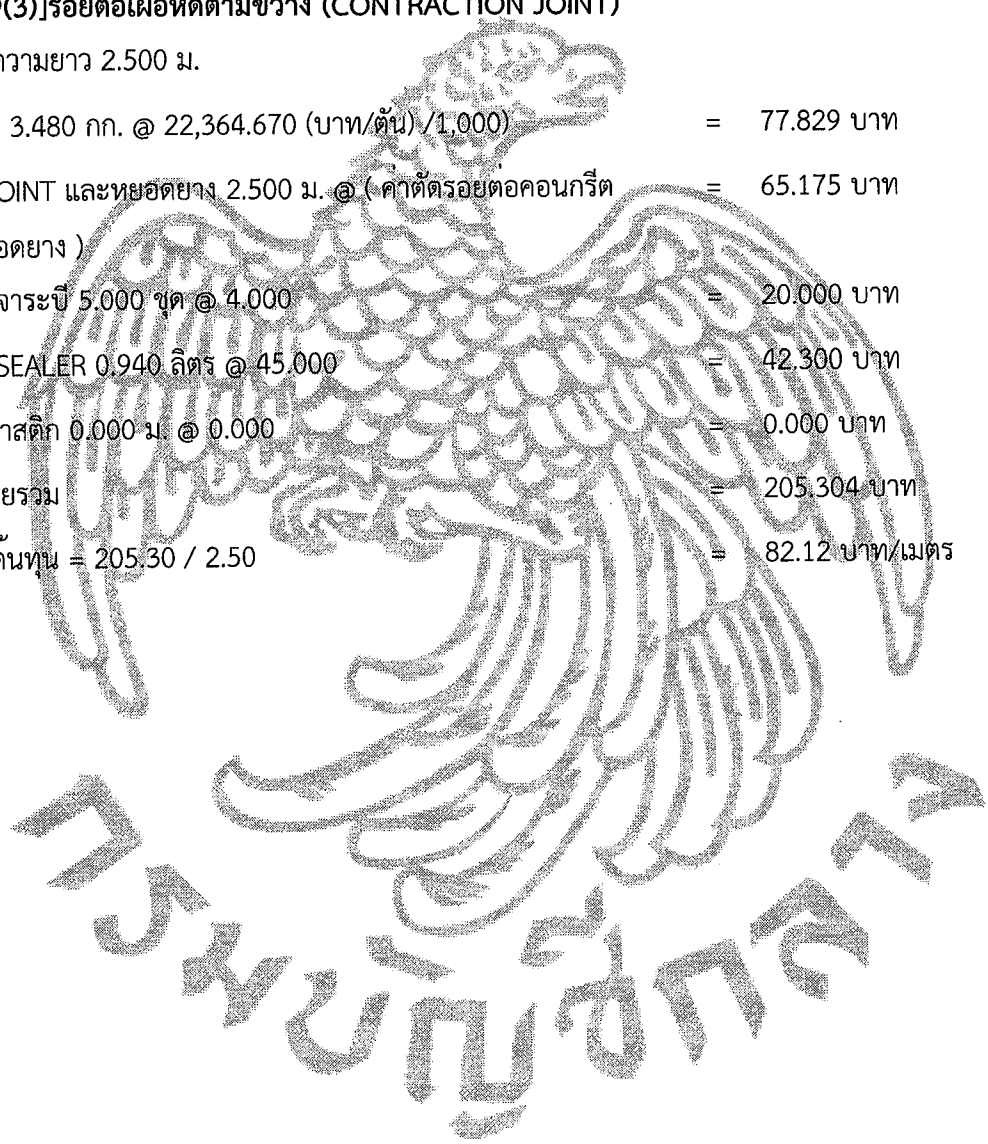 (3)]รอยต่อเผื่อหดตามขวาง (CONTRACTION JOINT)
ความยาว 2.500 ม.
3.480 กก. @ 22,364.670 (บาท/ตัน) /1,000) = 77.829 บาท
OINT และหยอดยาง 2.500 ม. @ ( ค่าตัดรอยต่อคอนกรีต = 65.175 บาท
อดยาง )
จาระบี 5.000 ชุด @ 4.000 = 20.000 บาท
SEALER 0.940 ลิตร @ 45.000 = 42.300 บาท
าสติก 0.000 ม. @ 0.000 = 0.000 บาท
ยรวม = 205.304 บาท
ต้นทุน = 205.30 / 2.50 = 82.12 บาท/เมตร
กรมบัญชีกลาง